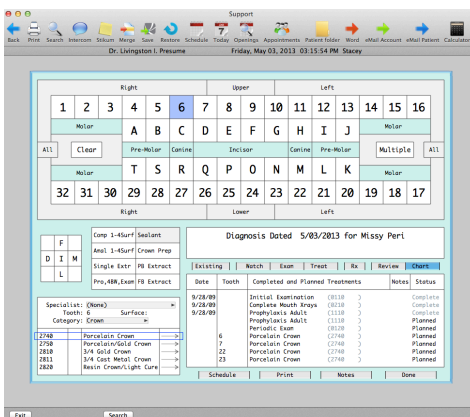 Support
Back Print Search Intercom Stikum Merge Save Restore Schedule Today Openings Appointments Patient folder Word eMail Account eMail Patient Calculator
7
Dr. Livingston I. Presume Friday, May 03, 2013 03:15:54 PM Stacey
Right Upper Left
1 2 3 4 5 6 7 8 9 10 11 12 13 14 15 16
Molar A B C D E F G H I J Molar
All Clear Pre-Molar Canine Incisor Canine Pre-Molar Multiple All
Molar T S R Q P O N M L K Molar
32 31 30 29 28 27 26 25 24 23 22 21 20 19 18 17
Right Lower Left
F
D I M
L
Comp 1-4Surf Sealant
Amal 1-4Surf Crown Prep
Single Extr PB Extract
Pro,4BW,Exam FB Extract
Diagnosis Dated 5/03/2013 for Missy Peri
Existing Watch Exam Treat Rx Review Chart
Date Tooth Completed and Planned Treatments Notes Status
9/28/09 Initial Examination (0110 ) Complete
9/28/09 Complete Mouth Xrays (0210 ) Complete
9/28/09 Prophylaxis Adult (1110 ) Complete
Prophylaxis Adult (1110 ) Planned
Periodic Exam (0120 ) Planned
6 Porcelain Crown (2740 ) Planned
7 Porcelain Crown (2740 ) Planned
22 Porcelain Crown (2740 ) Planned
23 Porcelain Crown (2740 ) Planned
Specialist: (None)
Tooth: 6 Surface:
Category: Crown
2740 Porcelain Crown
2750 Porcelain/Gold Crown
2810 3/4 Gold Crown
2811 3/4 Cast Metal Crown
2820 Resin Crown/Light Cure
Schedule Print Notes Done
Exit Search